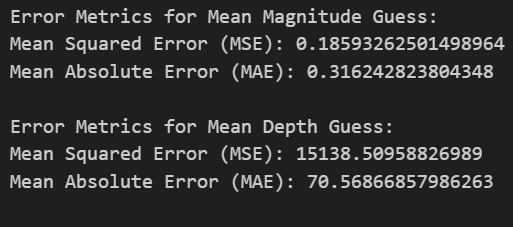 Error Metrics for Mean Magnitude Guess:
Mean Squared Error (MSE): 0.18593262501498964
Mean Absolute Error (MAE): 0.316242823804348
Error Metrics for Mean Depth Guess:
Mean Squared Error (MSE): 15138.50958826989
Mean Absolute Error (MAE): 70.56866857986263